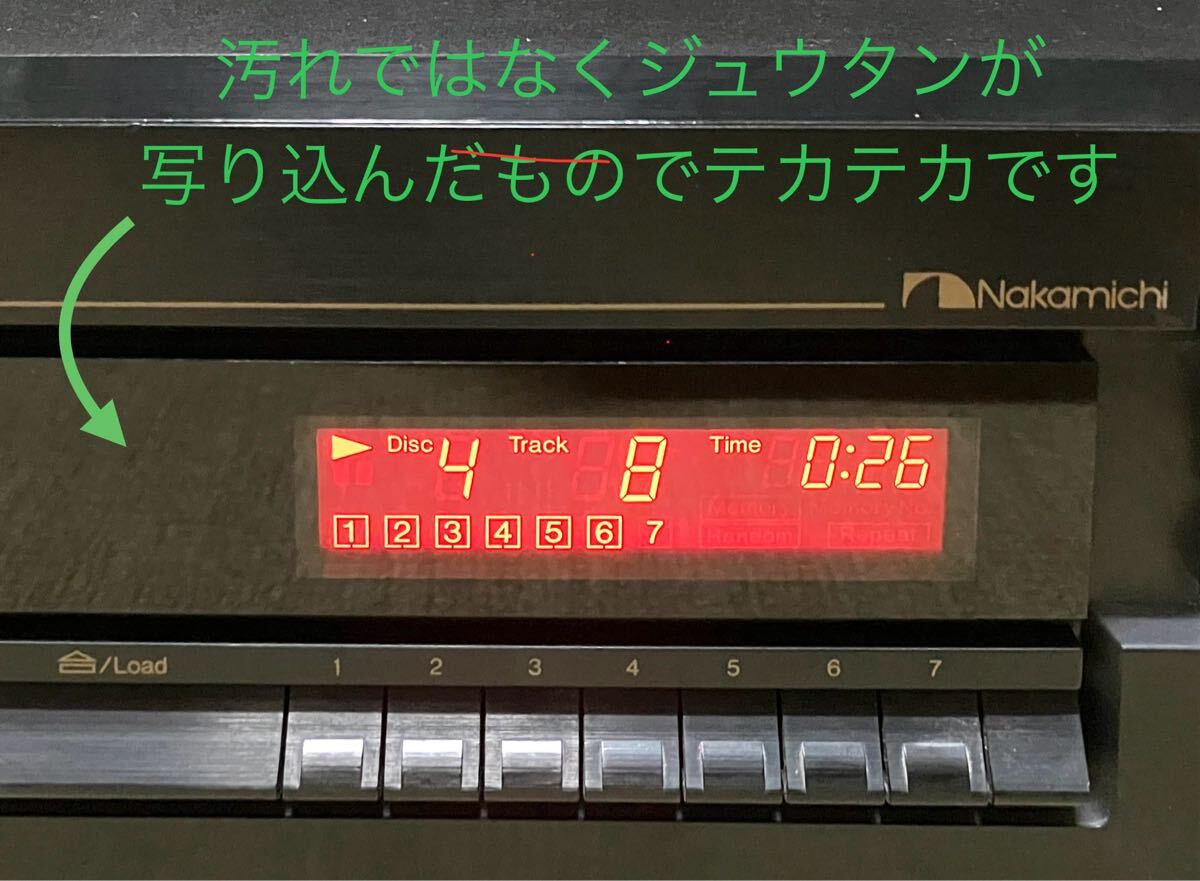 汚れではなくジュウタンが
写り込んだものでテカテカです
Nakamichi
Disc 4 Track 8 Time 0:26
Memory Memory No.
1 2 3 4 5 6 7
Random Repeat
/Load 1 2 3 4 5 6 7